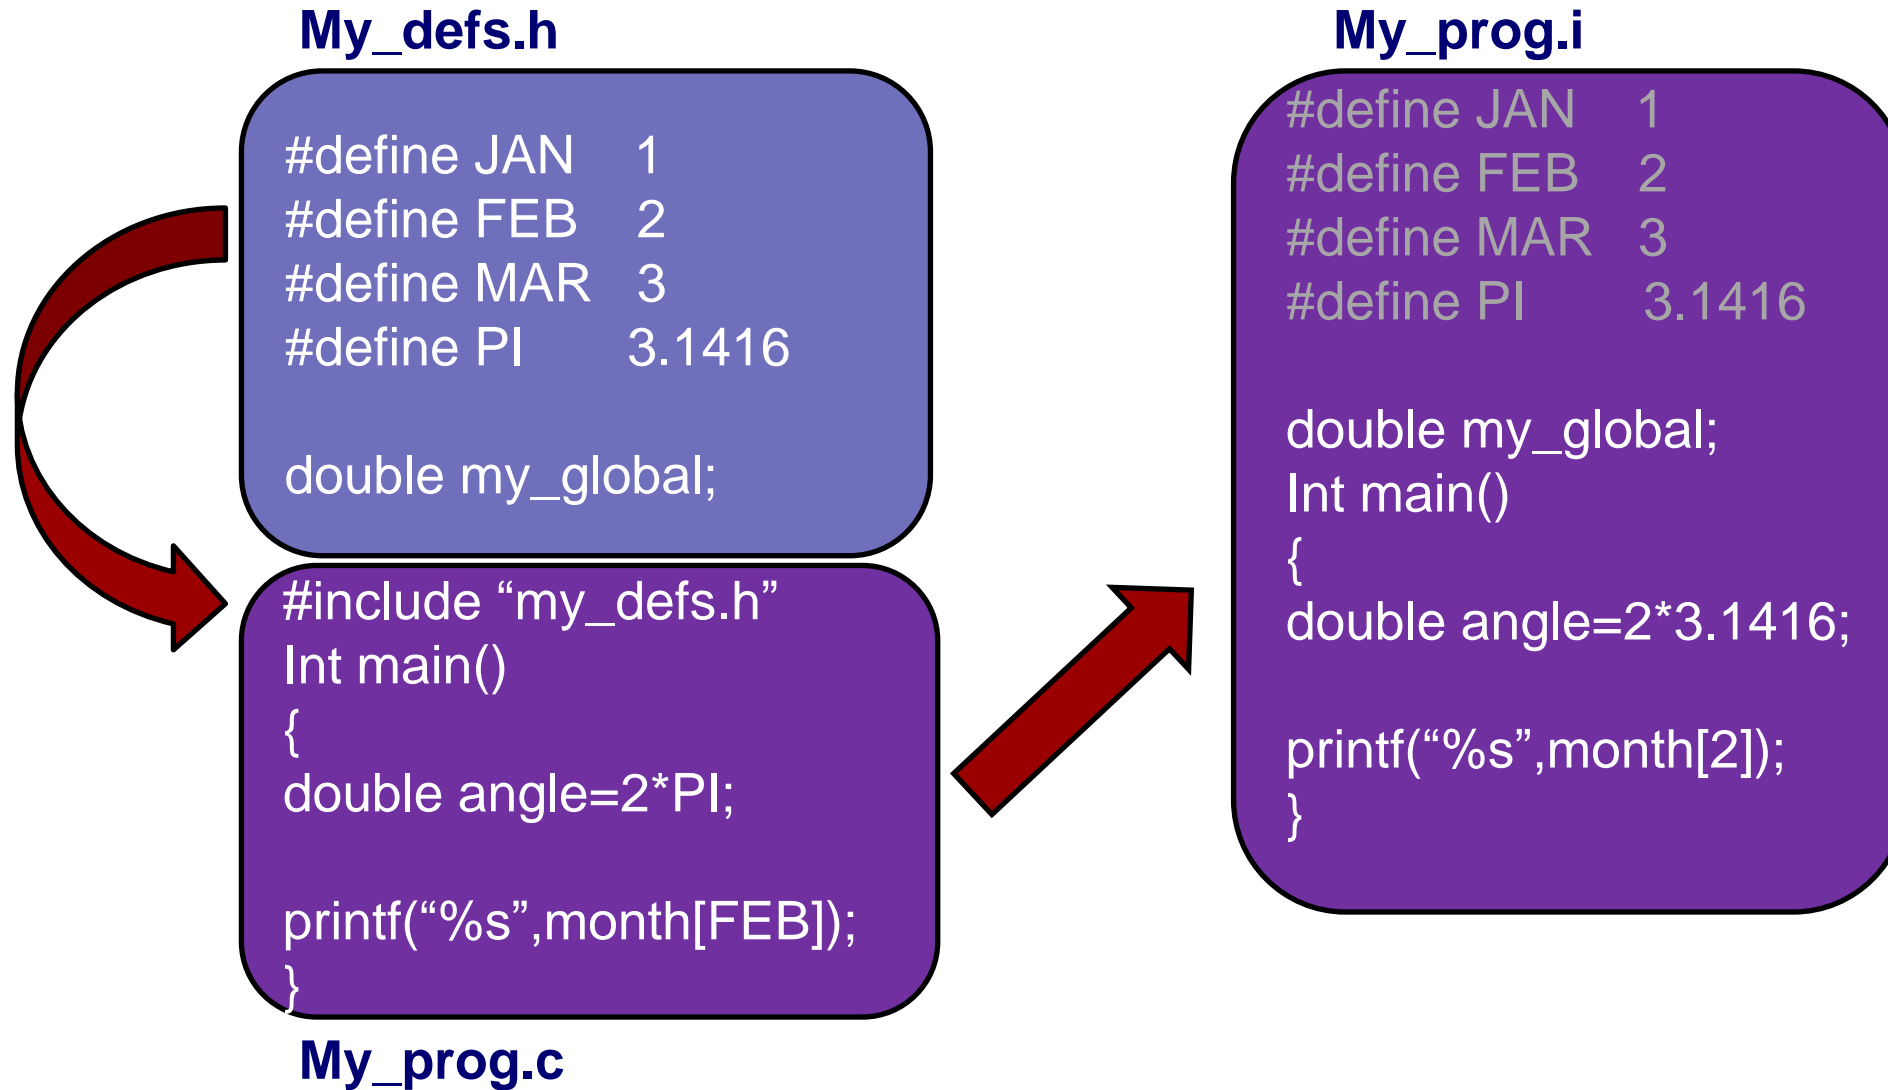 My_defs.h
#define JAN 1
#define FEB 2
#define MAR 3
#define PI 3.1416
double my_global;
#include “my_defs.h”
Int main()
{
double angle=2*PI;
printf(“%s”,month[FEB]);
}
My_prog.c
My_prog.i
#define JAN 1
#define FEB 2
#define MAR 3
#define PI 3.1416
double my_global;
Int main()
{
double angle=2*3.1416;
printf(“%s”,month[2]);
}